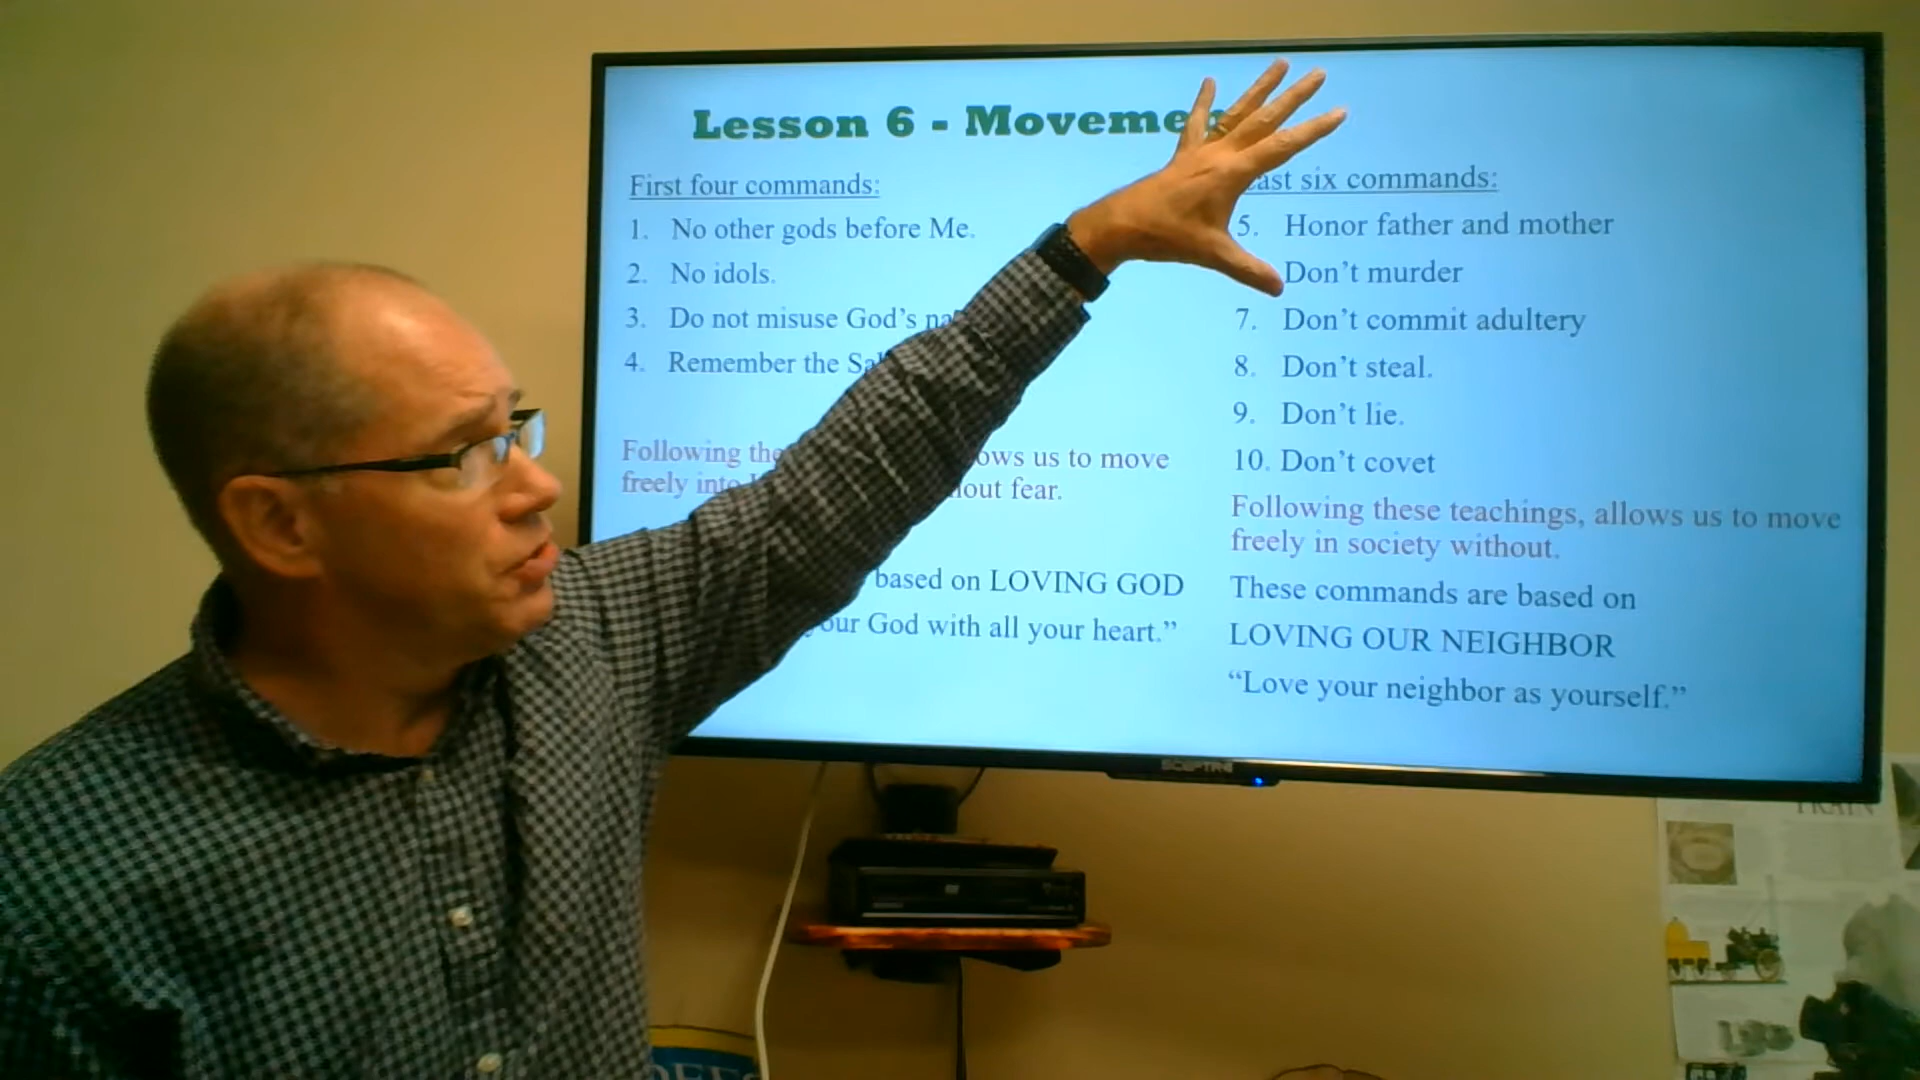 Lesson 6 - Moveme
First four commands:
1. No other gods before Me.
2. No idols.
3. Do not misuse God's na
4. Remember the Sa
Following the ows us to move
freely into out fear.
based on LOVING GOD
our God with all your heart."
ast six commands:
5. Honor father and mother
Don't murder
7. Don't commit adultery
8. Don't steal.
9. Don't lie.
10. Don't covet
Following these teachings, allows us to move
freely in society without.
These commands are based on
LOVING OUR NEIGHBOR
"Love your neighbor as yourself."
SCEPTRE
TRAIN